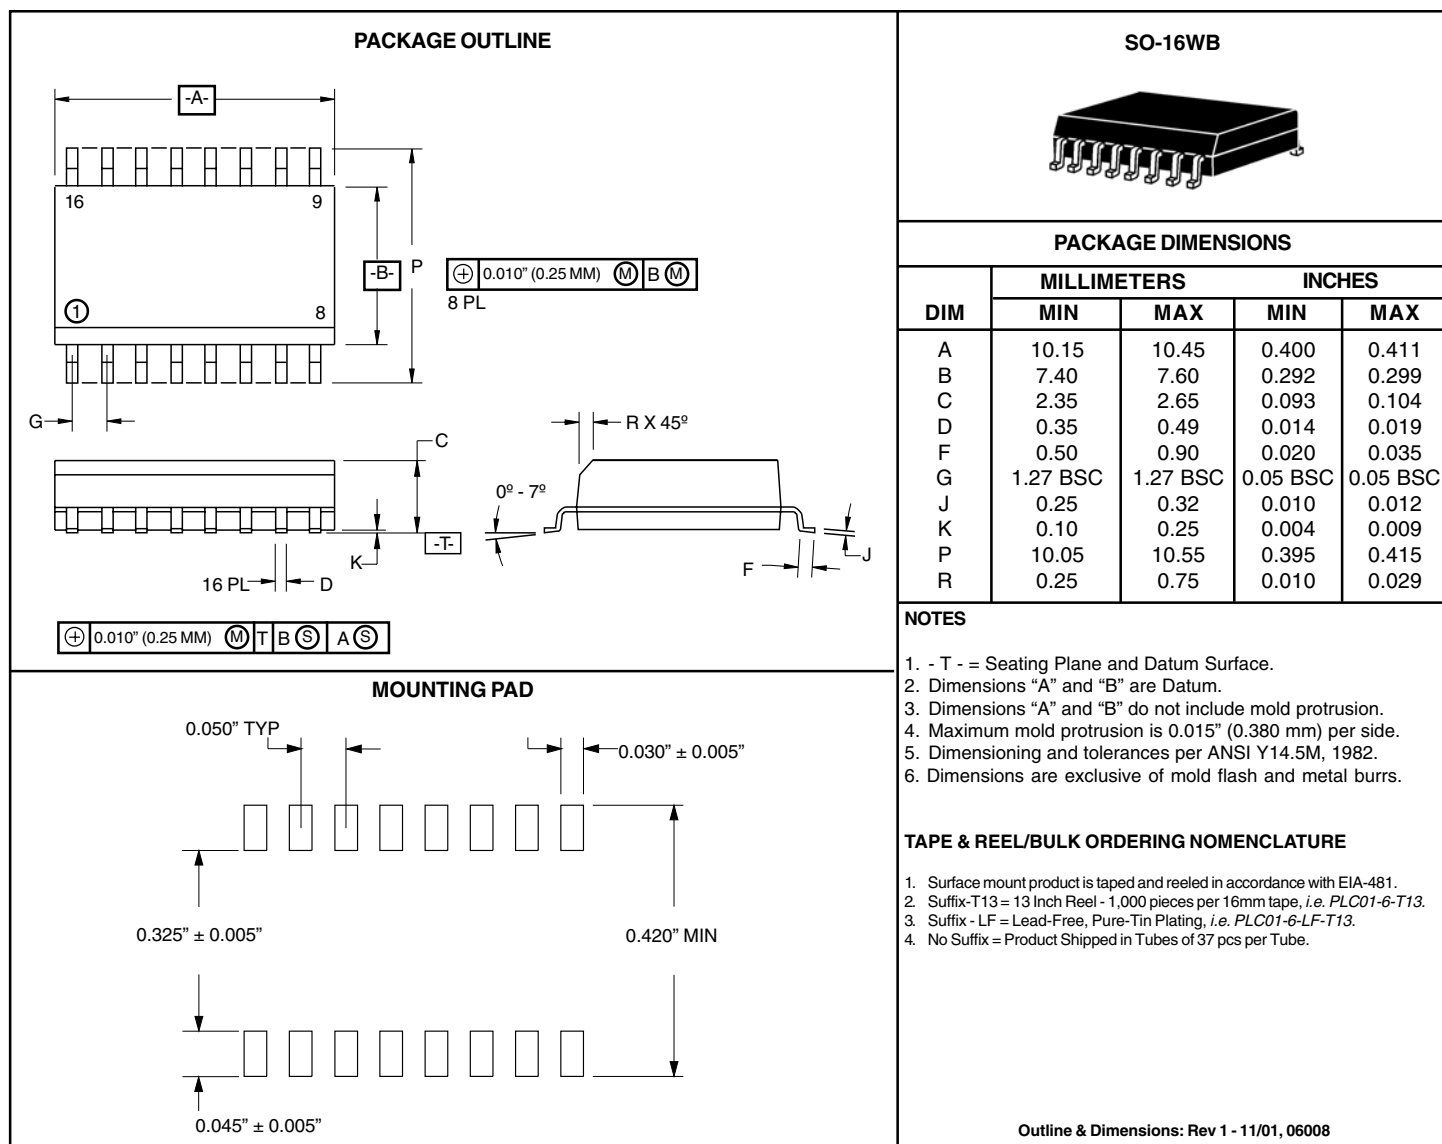 PACKAGE OUTLINE
-A-
16 9
-B- P
⌖ 0.010” (0.25 MM) Ⓜ B Ⓜ
8 PL
① 8
G
C
R X 45º
0º - 7º
-T-
K
J
F
16 PL D
⌖ 0.010” (0.25 MM) Ⓜ T B Ⓢ A Ⓢ
MOUNTING PAD
0.050” TYP
0.030” ± 0.005”
0.325” ± 0.005”
0.420” MIN
0.045” ± 0.005”
SO-16WB
PACKAGE DIMENSIONS
MILLIMETERS INCHES
DIM MIN MAX MIN MAX
A 10.15 10.45 0.400 0.411
B 7.40 7.60 0.292 0.299
C 2.35 2.65 0.093 0.104
D 0.35 0.49 0.014 0.019
F 0.50 0.90 0.020 0.035
G 1.27 BSC 1.27 BSC 0.05 BSC 0.05 BSC
J 0.25 0.32 0.010 0.012
K 0.10 0.25 0.004 0.009
P 10.05 10.55 0.395 0.415
R 0.25 0.75 0.010 0.029
NOTES
1. - T - = Seating Plane and Datum Surface.
2. Dimensions “A” and “B” are Datum.
3. Dimensions “A” and “B” do not include mold protrusion.
4. Maximum mold protrusion is 0.015” (0.380 mm) per side.
5. Dimensioning and tolerances per ANSI Y14.5M, 1982.
6. Dimensions are exclusive of mold flash and metal burrs.
TAPE & REEL/BULK ORDERING NOMENCLATURE
1. Surface mount product is taped and reeled in accordance with EIA-481.
2. Suffix-T13 = 13 Inch Reel - 1,000 pieces per 16mm tape, i.e. PLC01-6-T13.
3. Suffix - LF = Lead-Free, Pure-Tin Plating, i.e. PLC01-6-LF-T13.
4. No Suffix = Product Shipped in Tubes of 37 pcs per Tube.
Outline & Dimensions: Rev 1 - 11/01, 06008